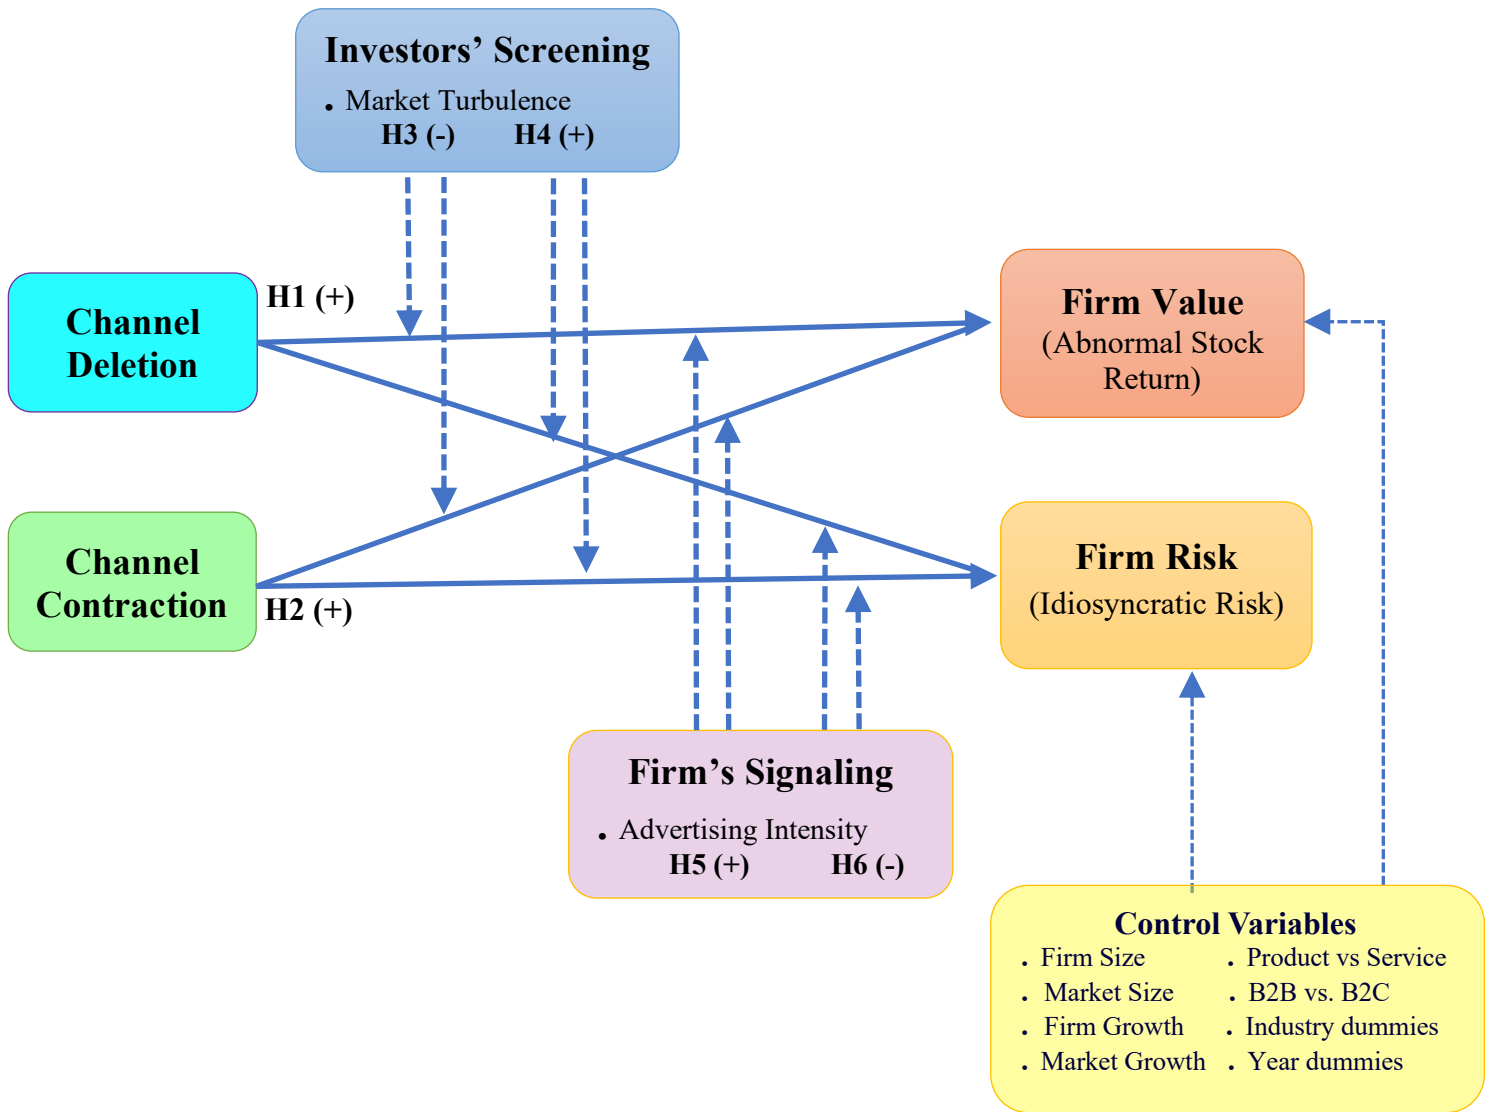 Investors’ Screening
. Market Turbulence
H3 (-) H4 (+)
Channel
Deletion
H1 (+)
Firm Value
(Abnormal Stock
Return)
Channel
Contraction
H2 (+)
Firm Risk
(Idiosyncratic Risk)
Firm’s Signaling
. Advertising Intensity
H5 (+) H6 (-)
Control Variables
. Firm Size . Product vs Service
. Market Size . B2B vs. B2C
. Firm Growth . Industry dummies
. Market Growth . Year dummies